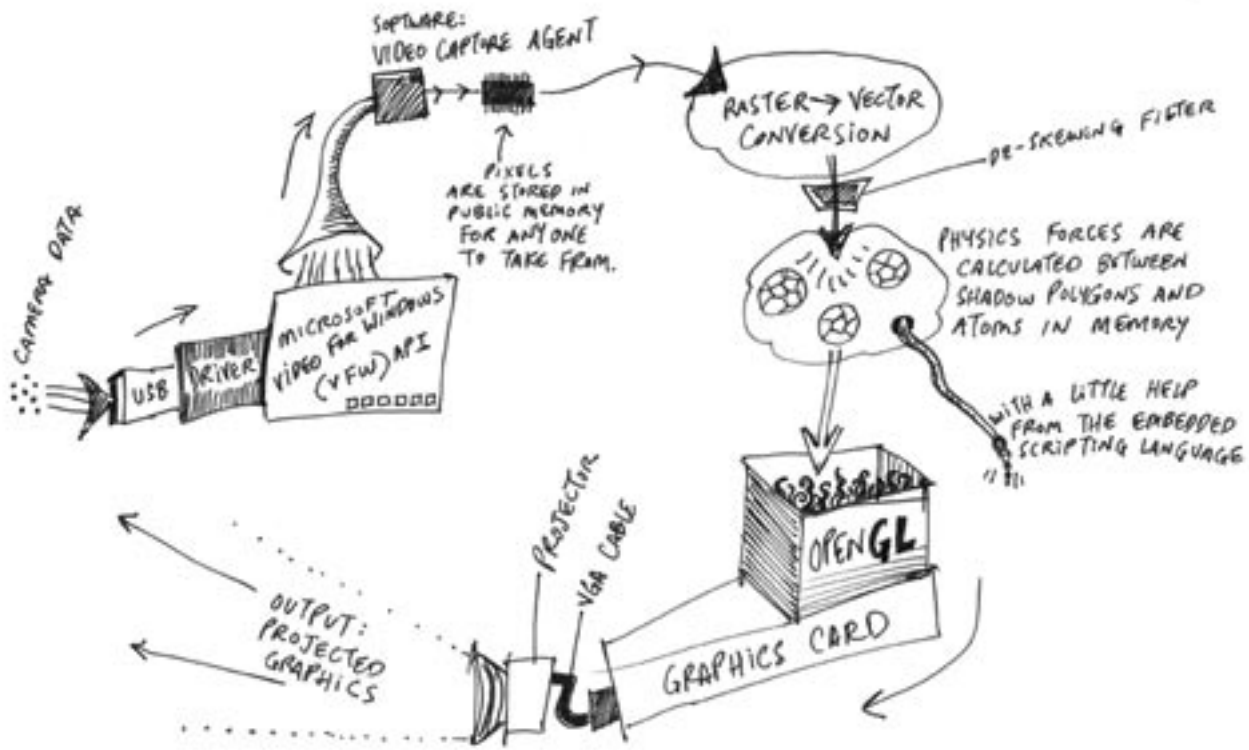 SOFTWARE:
VIDEO CAPTURE AGENT
RASTER → VECTOR
CONVERSION
DE-SKEWING FILTER
PIXELS
ARE STORED IN
PUBLIC MEMORY
FOR ANYONE
TO TAKE FROM.
CAMERA DATA
USB
DRIVER
MICROSOFT
VIDEO FOR WINDOWS
(VFW) API
PHYSICS FORCES ARE
CALCULATED BETWEEN
SHADOW POLYGONS AND
ATOMS IN MEMORY
WITH A LITTLE HELP
FROM THE EMBEDDED
SCRIPTING LANGUAGE
OPENGL
GRAPHICS CARD
VGA CABLE
PROJECTOR
OUTPUT:
PROJECTED
GRAPHICS